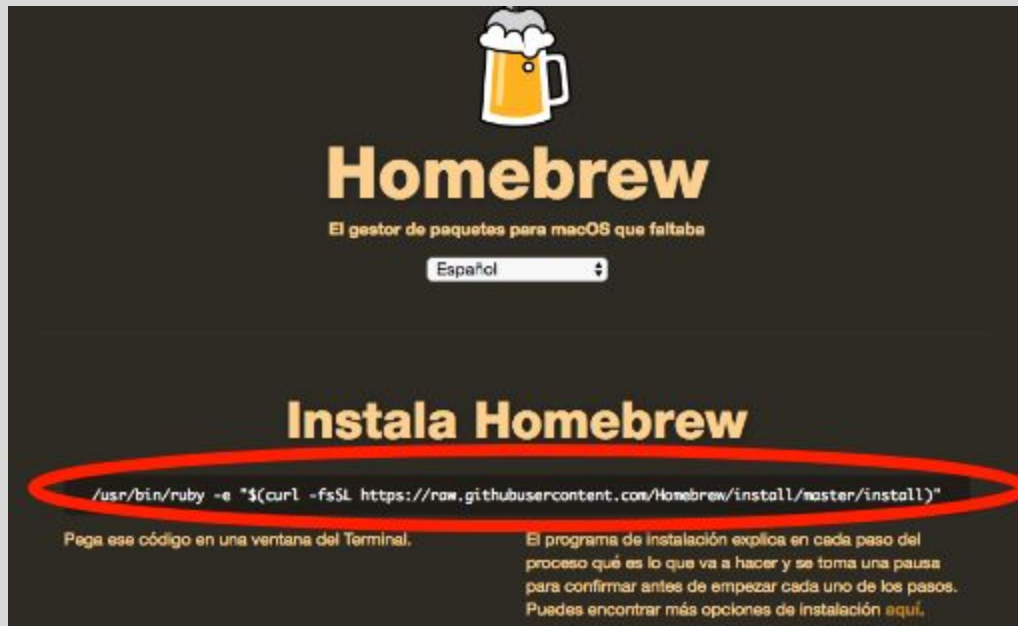 Homebrew
El gestor de paquetes para macOS que faltaba
Español
Instala Homebrew
/usr/bin/ruby -e "$(curl -fsSL https://raw.githubusercontent.com/Homebrew/install/master/install)"
Pega ese código en una ventana del Terminal.
El programa de instalación explica en cada paso del
proceso qué es lo que va a hacer y se toma una pausa
para confirmar antes de empezar cada uno de los pasos.
Puedes encontrar más opciones de instalación aquí.